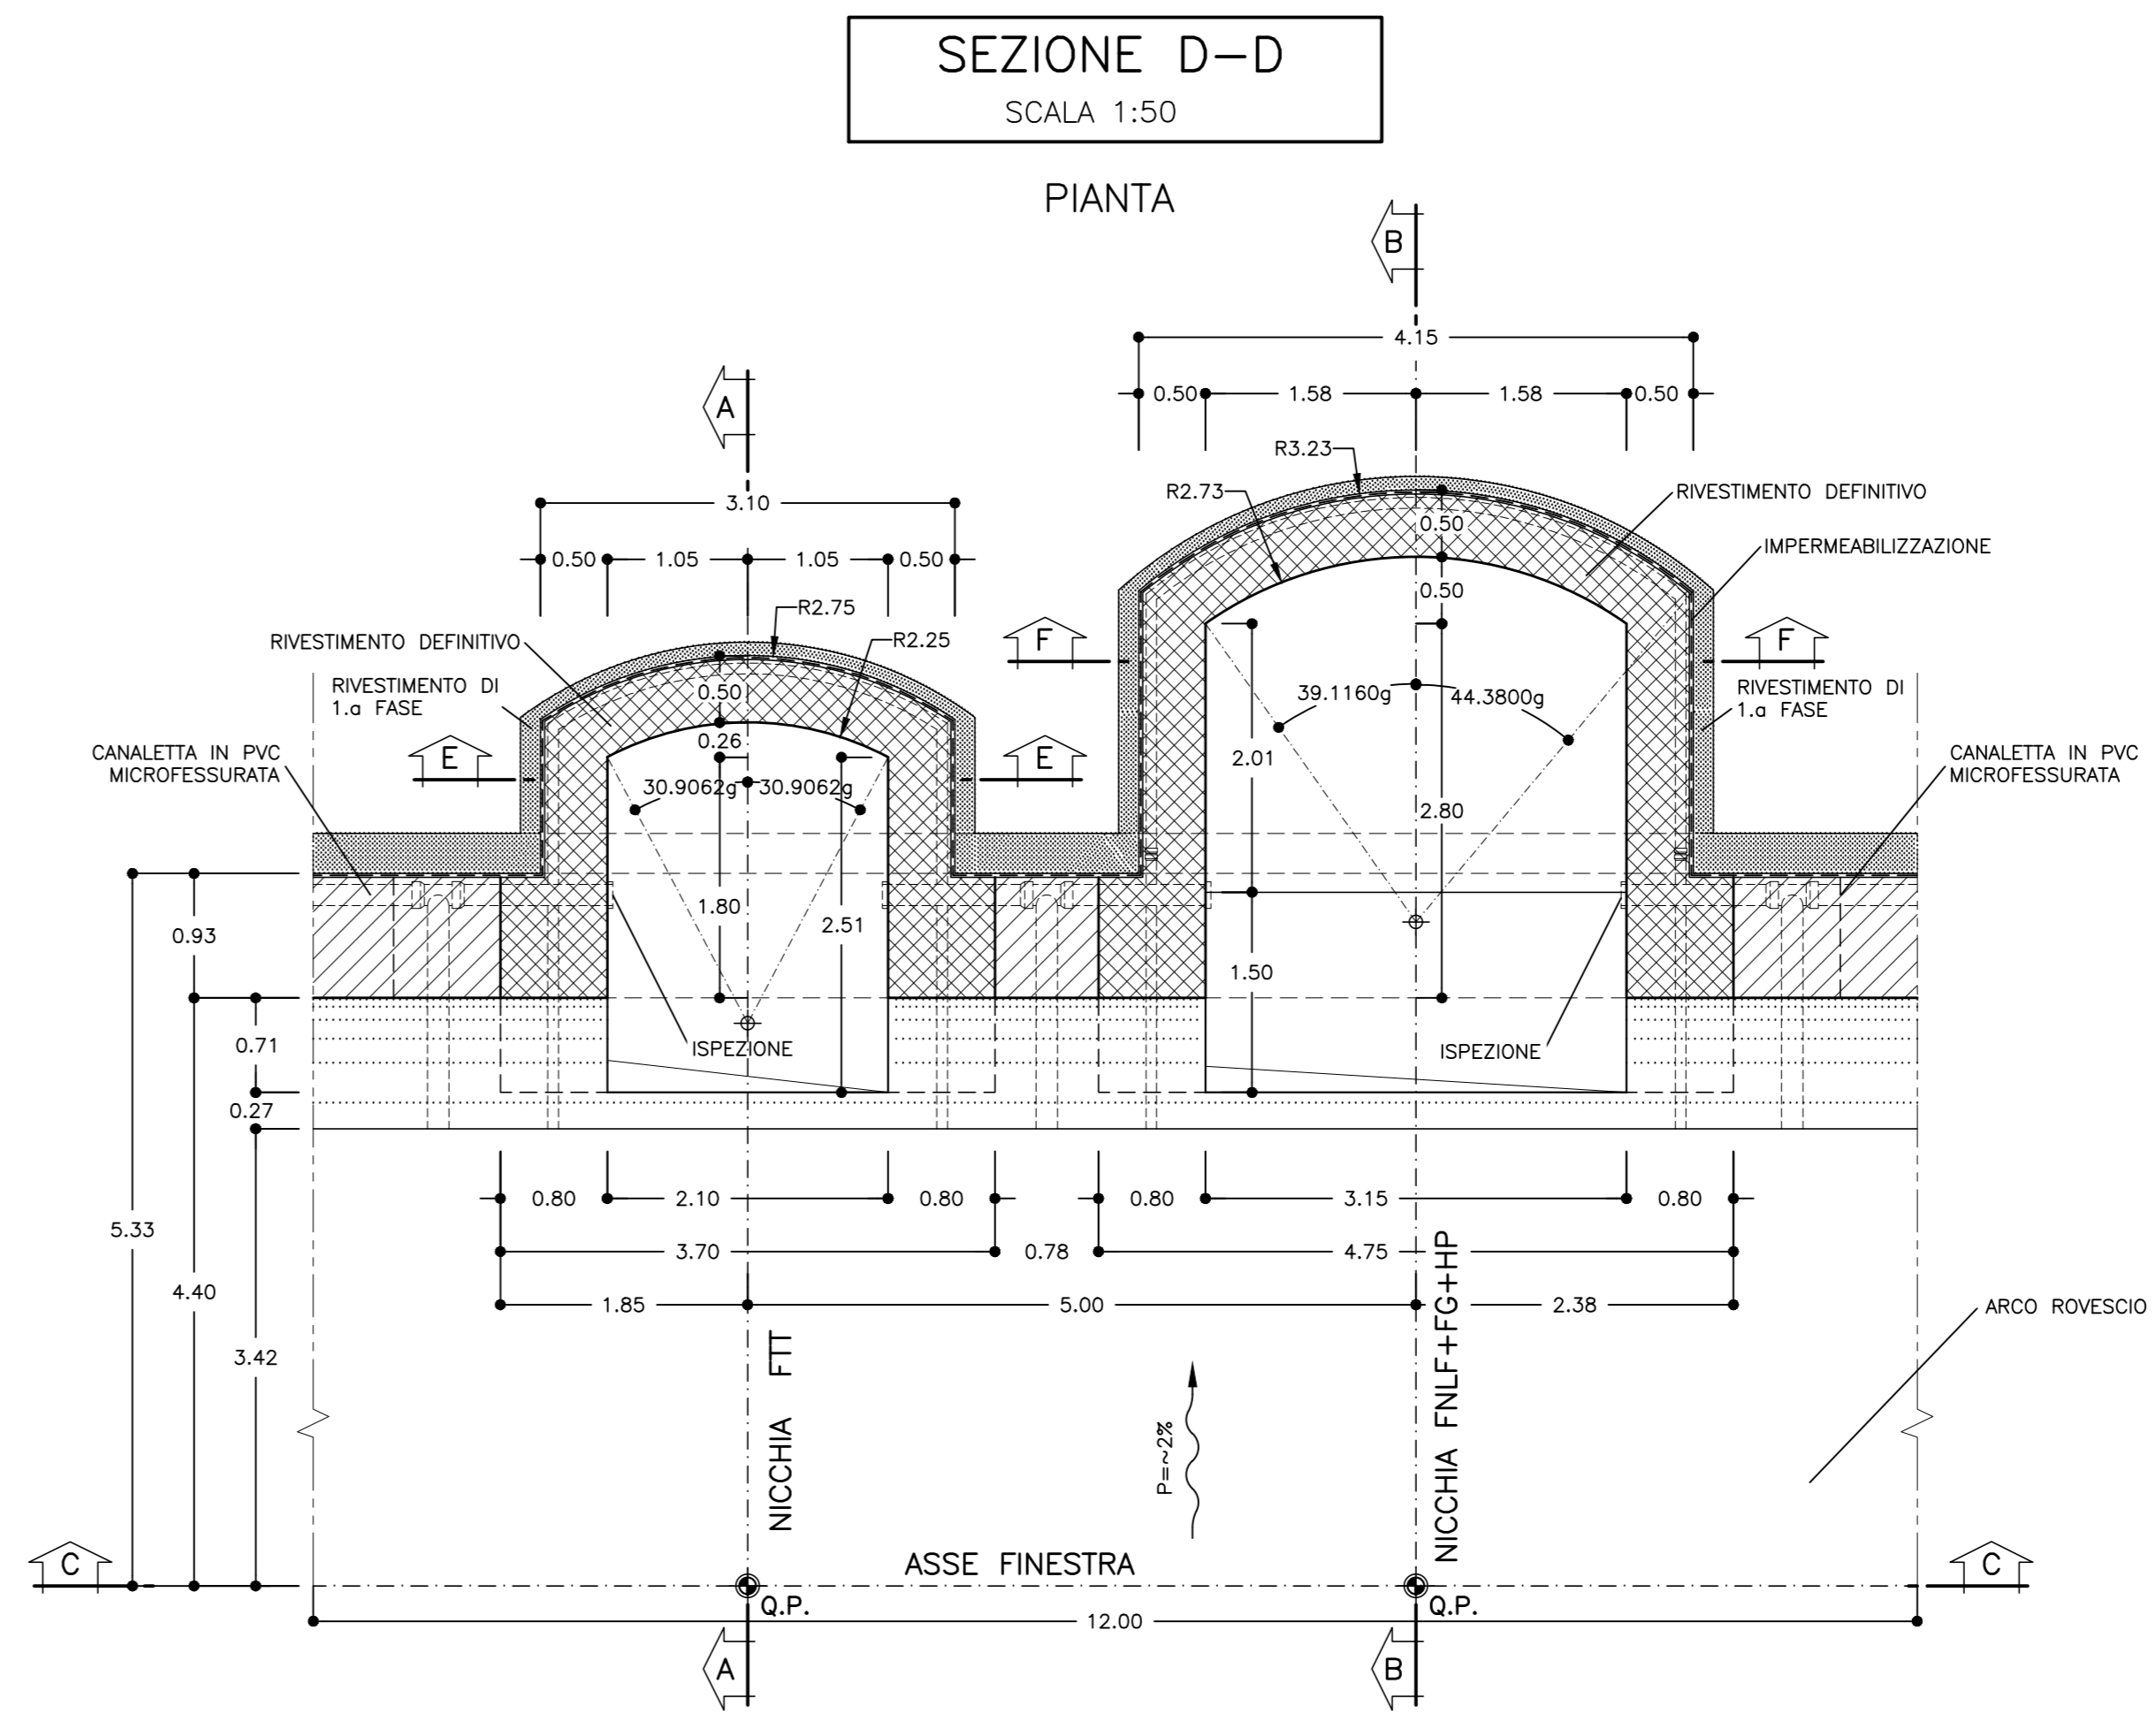 SEZIONE D-D
SCALA 1:50
PIANTA
B
4.15
0.50
1.58
1.58
0.50
A
3.10
0.50
1.05
1.05
0.50
R3.23
R2.73
RIVESTIMENTO DEFINITIVO
0.50
IMPERMEABILIZZAZIONE
0.50
R2.75
R2.25
RIVESTIMENTO DEFINITIVO
F
F
RIVESTIMENTO DI
1.a FASE
0.50
39.1160g
44.3800g
RIVESTIMENTO DI
1.a FASE
0.26
E
E
CANALETTA IN PVC
MICROFESSURATA
30.9062g
30.9062g
2.01
CANALETTA IN PVC
MICROFESSURATA
2.80
0.93
1.80
2.51
1.50
0.71
ISPEZIONE
ISPEZIONE
0.27
0.80
2.10
0.80
0.80
3.15
0.80
5.33
3.70
0.78
4.75
4.40
1.85
5.00
2.38
ARCO ROVESCIO
3.42
NICCHIA FTT
P=~2%
NICCHIA FNLF+FG+HP
C
ASSE FINESTRA
C
Q.P.
Q.P.
12.00
A
B